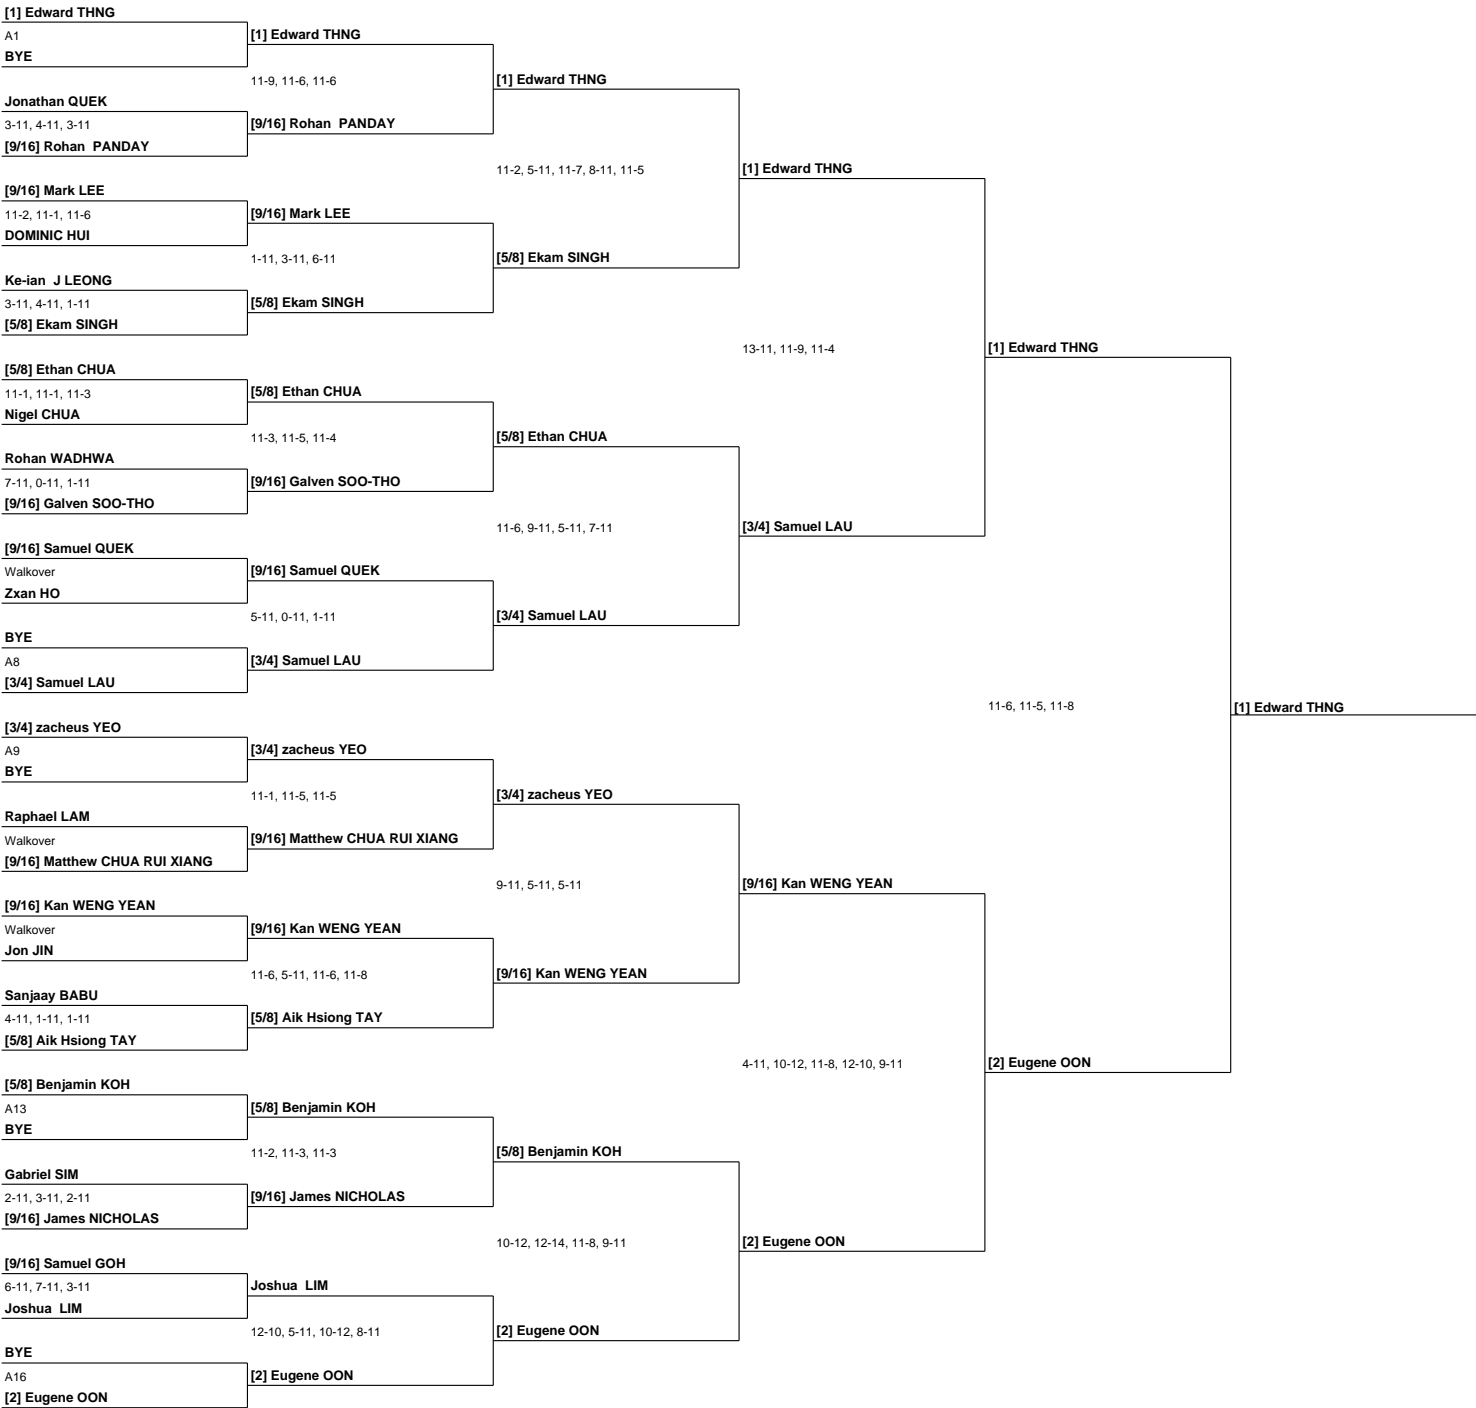 [1] Edward THNG
A1
BYE
Jonathan QUEK
3-11, 4-11, 3-11
[9/16] Rohan  PANDAY
[9/16] Mark LEE
11-2, 11-1, 11-6
DOMINIC HUI
Ke-ian  J LEONG
3-11, 4-11, 1-11
[5/8] Ekam SINGH
[5/8] Ethan CHUA
11-1, 11-1, 11-3
Nigel CHUA
Rohan WADHWA
7-11, 0-11, 1-11
[9/16] Galven SOO-THO
[9/16] Samuel QUEK
Walkover
Zxan HO
BYE
A8
[3/4] Samuel LAU
[3/4] zacheus YEO
A9
BYE
Raphael LAM
Walkover
[9/16] Matthew CHUA RUI XIANG
[9/16] Kan WENG YEAN
Walkover
Jon JIN
Sanjaay BABU
4-11, 1-11, 1-11
[5/8] Aik Hsiong TAY
[5/8] Benjamin KOH
A13
BYE
Gabriel SIM
2-11, 3-11, 2-11
[9/16] James NICHOLAS
[9/16] Samuel GOH
6-11, 7-11, 3-11
Joshua  LIM
BYE
A16
[2] Eugene OON
[1] Edward THNG
11-9, 11-6, 11-6
[9/16] Rohan  PANDAY
[9/16] Mark LEE
1-11, 3-11, 6-11
[5/8] Ekam SINGH
[5/8] Ethan CHUA
11-3, 11-5, 11-4
[9/16] Galven SOO-THO
[9/16] Samuel QUEK
5-11, 0-11, 1-11
[3/4] Samuel LAU
[3/4] zacheus YEO
11-1, 11-5, 11-5
[9/16] Matthew CHUA RUI XIANG
[9/16] Kan WENG YEAN
11-6, 5-11, 11-6, 11-8
[5/8] Aik Hsiong TAY
[5/8] Benjamin KOH
11-2, 11-3, 11-3
[9/16] James NICHOLAS
Joshua  LIM
12-10, 5-11, 10-12, 8-11
[2] Eugene OON
[1] Edward THNG
11-2, 5-11, 11-7, 8-11, 11-5
[5/8] Ekam SINGH
[5/8] Ethan CHUA
11-6, 9-11, 5-11, 7-11
[3/4] Samuel LAU
[3/4] zacheus YEO
9-11, 5-11, 5-11
[9/16] Kan WENG YEAN
[5/8] Benjamin KOH
10-12, 12-14, 11-8, 9-11
[2] Eugene OON
[1] Edward THNG
13-11, 11-9, 11-4
[3/4] Samuel LAU
[9/16] Kan WENG YEAN
4-11, 10-12, 11-8, 12-10, 9-11
[2] Eugene OON
[1] Edward THNG
11-6, 11-5, 11-8
[2] Eugene OON
[1] Edward THNG